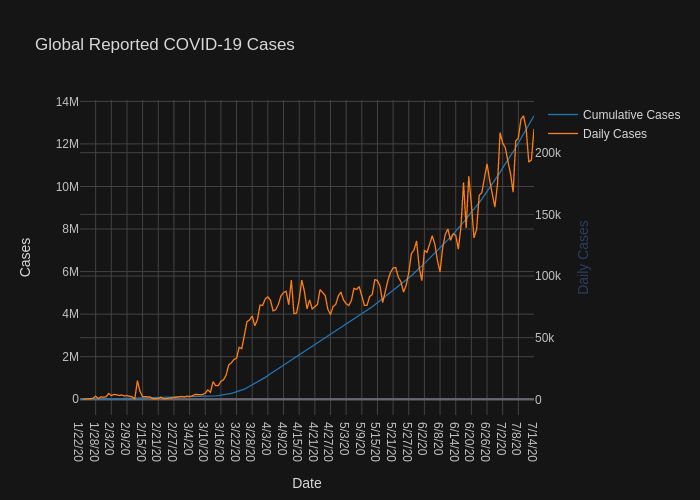 Global Reported COVID-19 Cases
Cumulative Cases
Daily Cases
14M
12M
10M
8M
6M
4M
2M
0
200k
150k
100k
50k
0
Cases
Daily Cases
1/22/20
1/28/20
2/3/20
2/9/20
2/15/20
2/21/20
2/27/20
3/4/20
3/10/20
3/16/20
3/22/20
3/28/20
4/3/20
4/9/20
4/15/20
4/21/20
4/27/20
5/3/20
5/9/20
5/15/20
5/21/20
5/27/20
6/2/20
6/8/20
6/14/20
6/20/20
6/26/20
7/2/20
7/8/20
7/14/20
Date